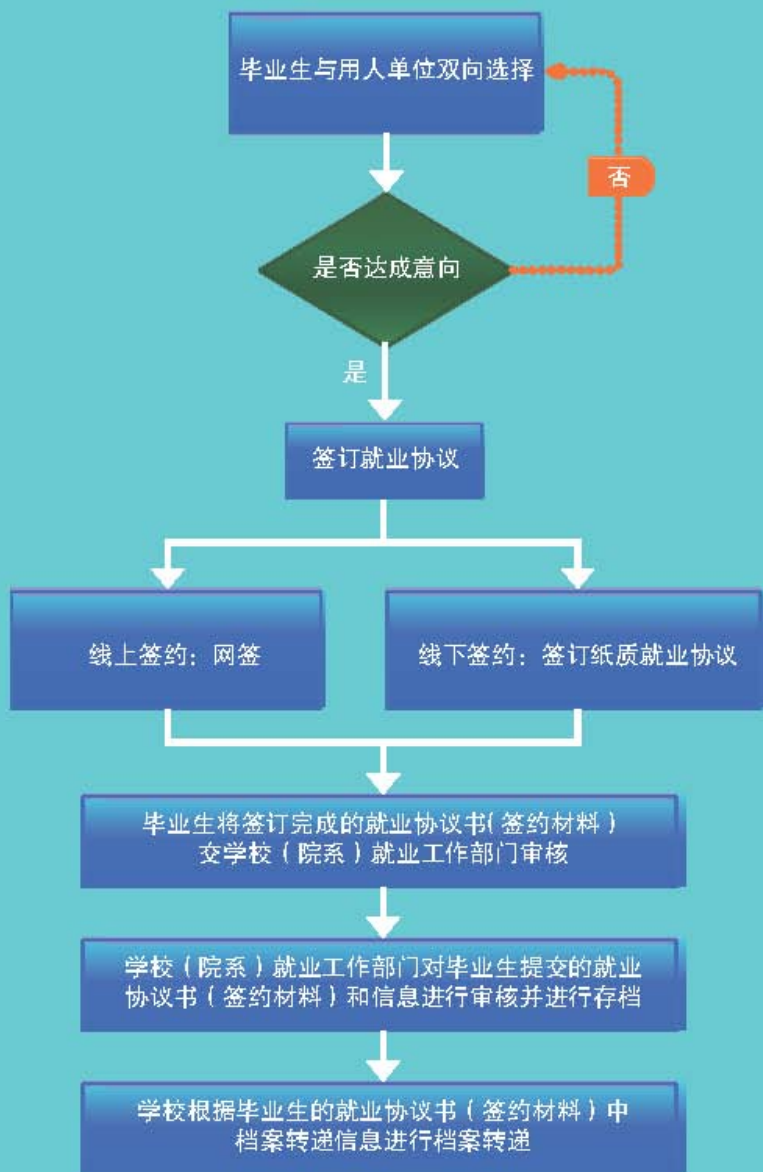 毕业生与用人单位双向选择
否
是否达成意向
是
签订就业协议
线上签约：网签
线下签约：签订纸质就业协议
毕业生将签订完成的就业协议书（签约材料）
交学校（院系）就业工作部门审核
学校（院系）就业工作部门对毕业生提交的就业
协议书（签约材料）和信息进行审核并进行存档
学校根据毕业生的就业协议书（签约材料）中
档案转递信息进行档案转递